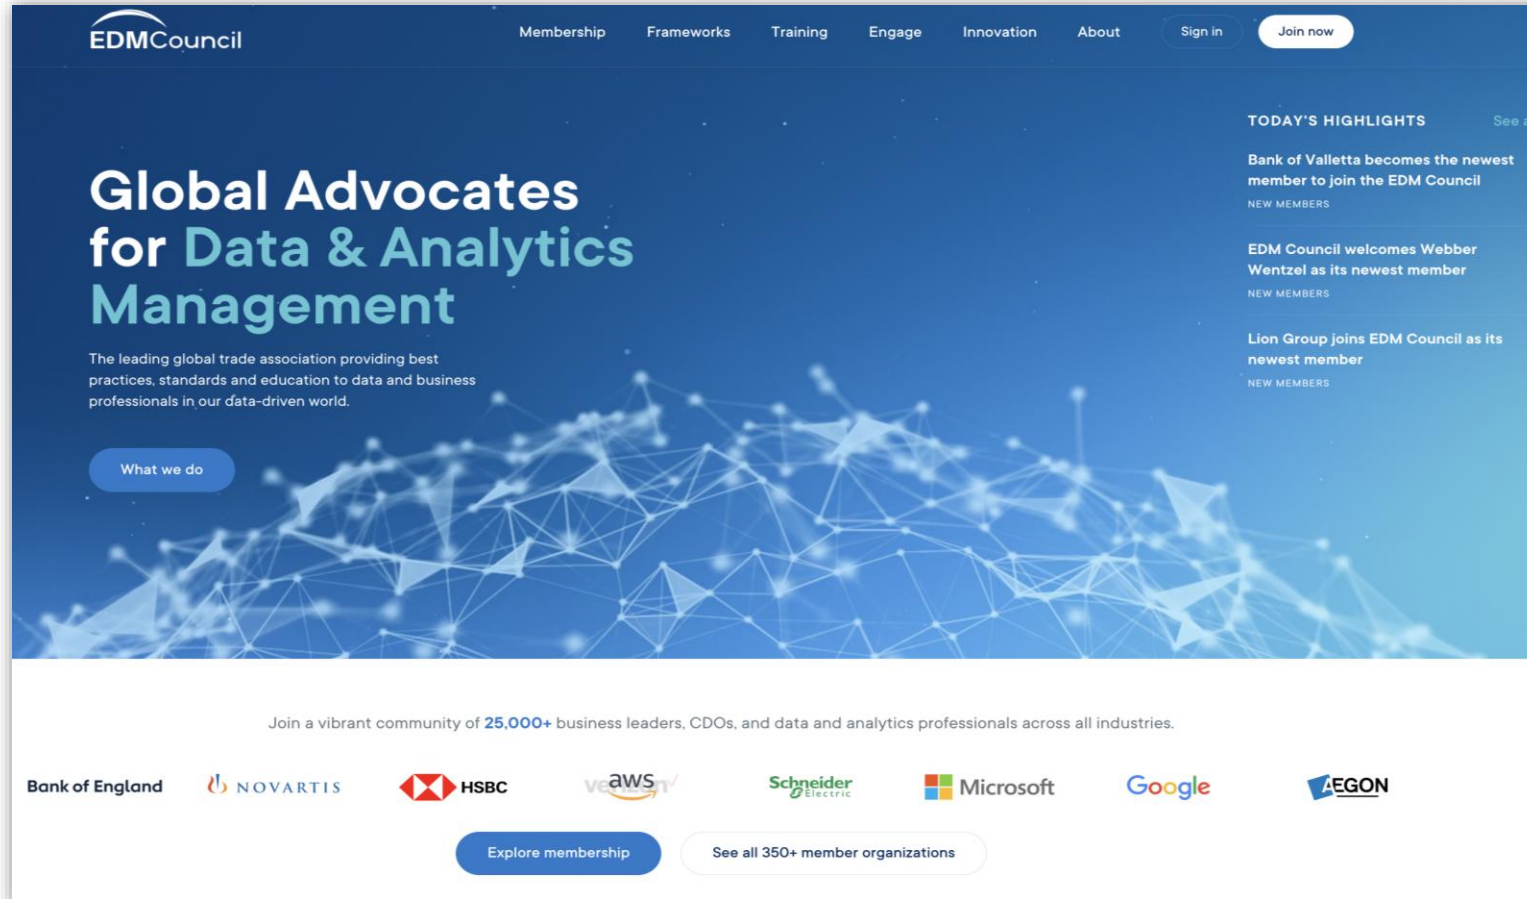 EDMCouncil
Membership Frameworks Training Engage Innovation About Sign in Join now
Global Advocates
for Data & Analytics
Management
The leading global trade association providing best
practices, standards and education to data and business
professionals in our data-driven world.
What we do
TODAY'S HIGHLIGHTS See a
Bank of Valletta becomes the newest
member to join the EDM Council
NEW MEMBERS
EDM Council welcomes Webber
Wentzel as its newest member
NEW MEMBERS
Lion Group joins EDM Council as its
newest member
NEW MEMBERS
Join a vibrant community of 25,000+ business leaders, CDOs, and data and analytics professionals across all industries.
Bank of England NOVARTIS HSBC aws Schneider Electric Microsoft Google AEGON
Explore membership See all 350+ member organizations